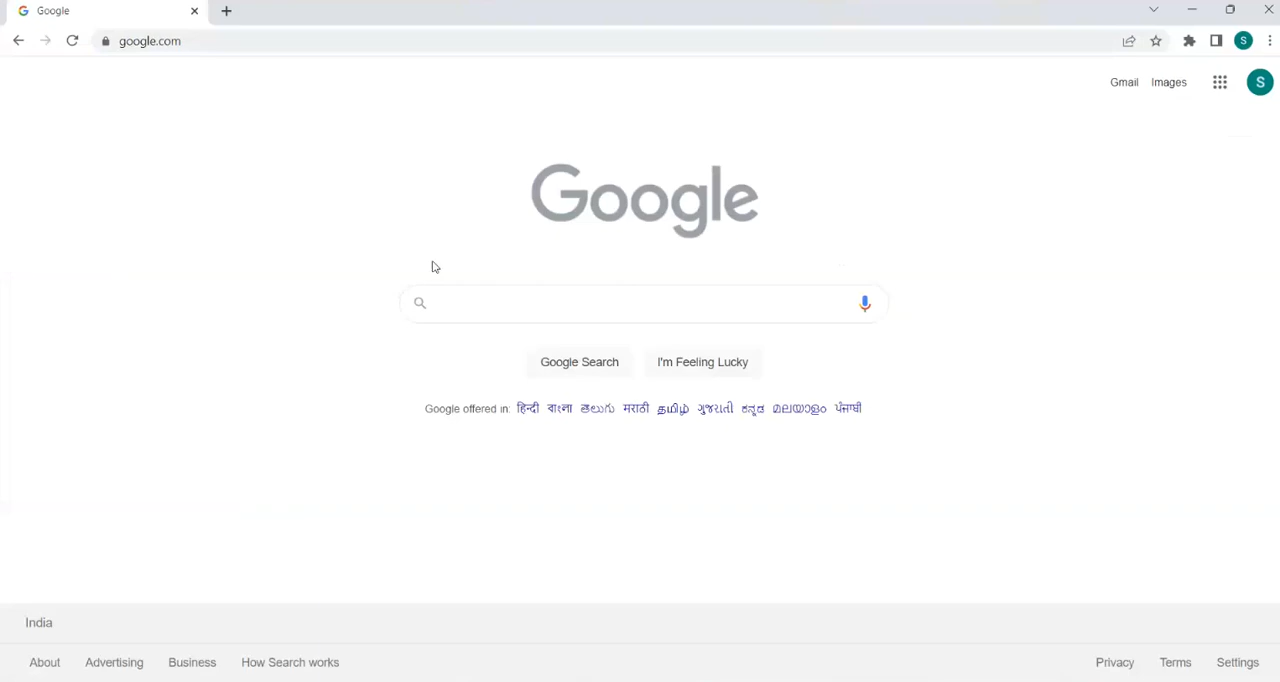 Google
google.com
S
Gmail Images
S
Google
Google Search I'm Feeling Lucky
Google offered in: हिन्दी বাংলা తెలుగు मराठी தமிழ் ગુજરાતી ಕನ್ನಡ മലയാളം ਪੰਜਾਬੀ
India
About Advertising Business How Search works Privacy Terms Settings